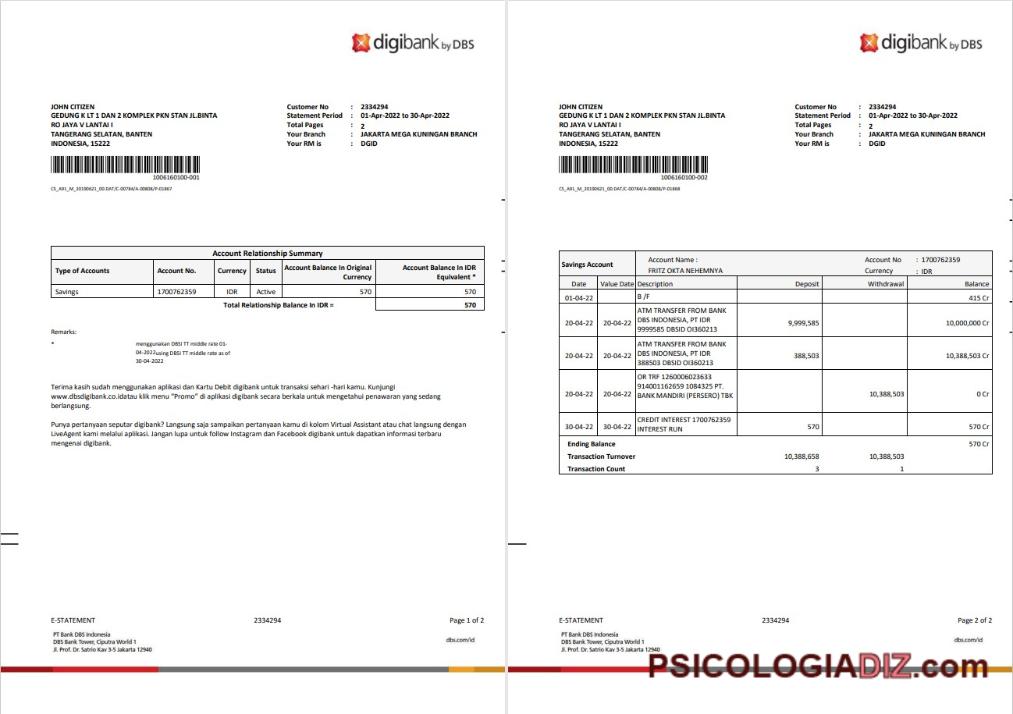 digibank by DBS
JOHN CITIZEN
GEDUNG K LT 1 DAN 2 KOMPLEK PKN STAN JL.BINTA
RO JAYA V LANTAI I
TANGERANG SELATAN, BANTEN
INDONESIA, 15222
Customer No : 2334294
Statement Period : 01-Apr-2022 to 30-Apr-2022
Total Pages : 2
Your Branch : JAKARTA MEGA KUNINGAN BRANCH
Your RM is : DGID
1006160100-001
Account Relationship Summary
Type of Accounts Account No. Currency Status Account Balance In Original Currency Account Balance In IDR Equivalent *
Savings 1700762359 IDR Active 570 570
Total Relationship Balance In IDR = 570
Remarks:
* menggunakan DBSI TT middle rate 01-
04-2022using DBSI TT middle rate as of
30-04-2022
Terima kasih sudah menggunakan aplikasi dan Kartu Debit digibank untuk transaksi sehari -hari kamu. Kunjungi
www.dbsdigibank.co.idatau klik menu "Promo" di aplikasi digibank secara berkala untuk mengetahui penawaran yang sedang
berlangsung.
Punya pertanyaan seputar digibank? Langsung saja sampaikan pertanyaan kamu di kolom Virtual Assistant atau chat langsung dengan
LiveAgent kami melalui aplikasi. Jangan lupa untuk follow Instagram dan Facebook digibank untuk dapatkan informasi terbaru
mengenai digibank.
E-STATEMENT 2334294 Page 1 of 2
PT Bank DBS Indonesia
DBS Bank Tower, Ciputra World 1
Jl. Prof. Dr. Satrio Kav 3-5 Jakarta 12940
dbs.com/id
digibank by DBS
JOHN CITIZEN
GEDUNG K LT 1 DAN 2 KOMPLEK PKN STAN JL.BINTA
RO JAYA V LANTAI I
TANGERANG SELATAN, BANTEN
INDONESIA, 15222
Customer No : 2334294
Statement Period : 01-Apr-2022 to 30-Apr-2022
Total Pages : 2
Your Branch : JAKARTA MEGA KUNINGAN BRANCH
Your RM is : DGID
1006160100-002
Savings Account
Account Name :
FRITZ OKTA NEHEMNYA
Account No : 1700762359
Currency : IDR
Date Value Date Description Deposit Withdrawal Balance
01-04-22 B /F 415 Cr
ATM TRANSFER FROM BANK
DBS INDONESIA, PT IDR
20-04-22 20-04-22 9999585 DBSID OI360213 9,999,585 10,000,000 Cr
ATM TRANSFER FROM BANK
DBS INDONESIA, PT IDR
20-04-22 20-04-22 388503 DBSID OI360213 388,503 10,388,503 Cr
OR TRF 1260006023633
914001162659 1084325 PT.
20-04-22 20-04-22 BANK MANDIRI (PERSERO) TBK 10,388,503 0 Cr
CREDIT INTEREST 1700762359
30-04-22 30-04-22 INTEREST RUN 570 570 Cr
Ending Balance 570 Cr
Transaction Turnover 10,388,658 10,388,503
Transaction Count 3 1
E-STATEMENT 2334294 Page 2 of 2
PT Bank DBS Indonesia
DBS Bank Tower, Ciputra World 1
Jl. Prof. Dr. Satrio Kav 3-5 Jakarta 12940
dbs.com/id
PSICOLOGIADIZ.com